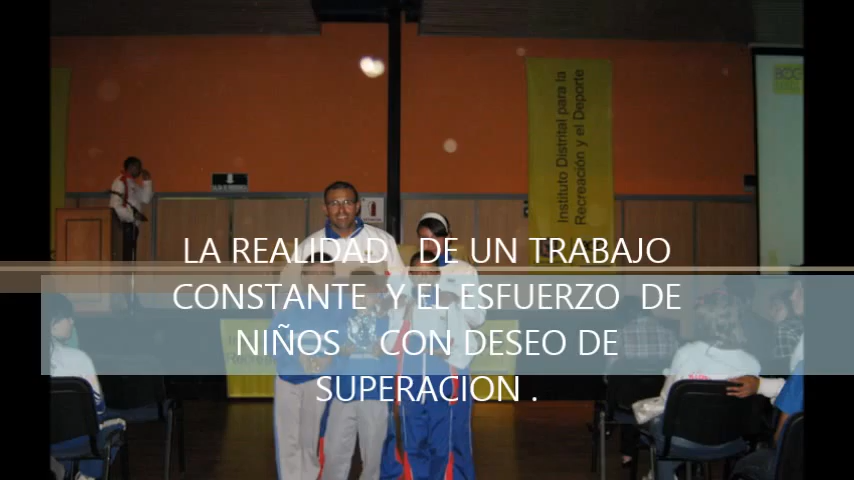 Instituto Distrital para la
Recreación y el Deporte
BOG
LA REALIDAD DE UN TRABAJO
CONSTANTE Y EL ESFUERZO DE
NIÑOS CON DESEO DE
SUPERACION .